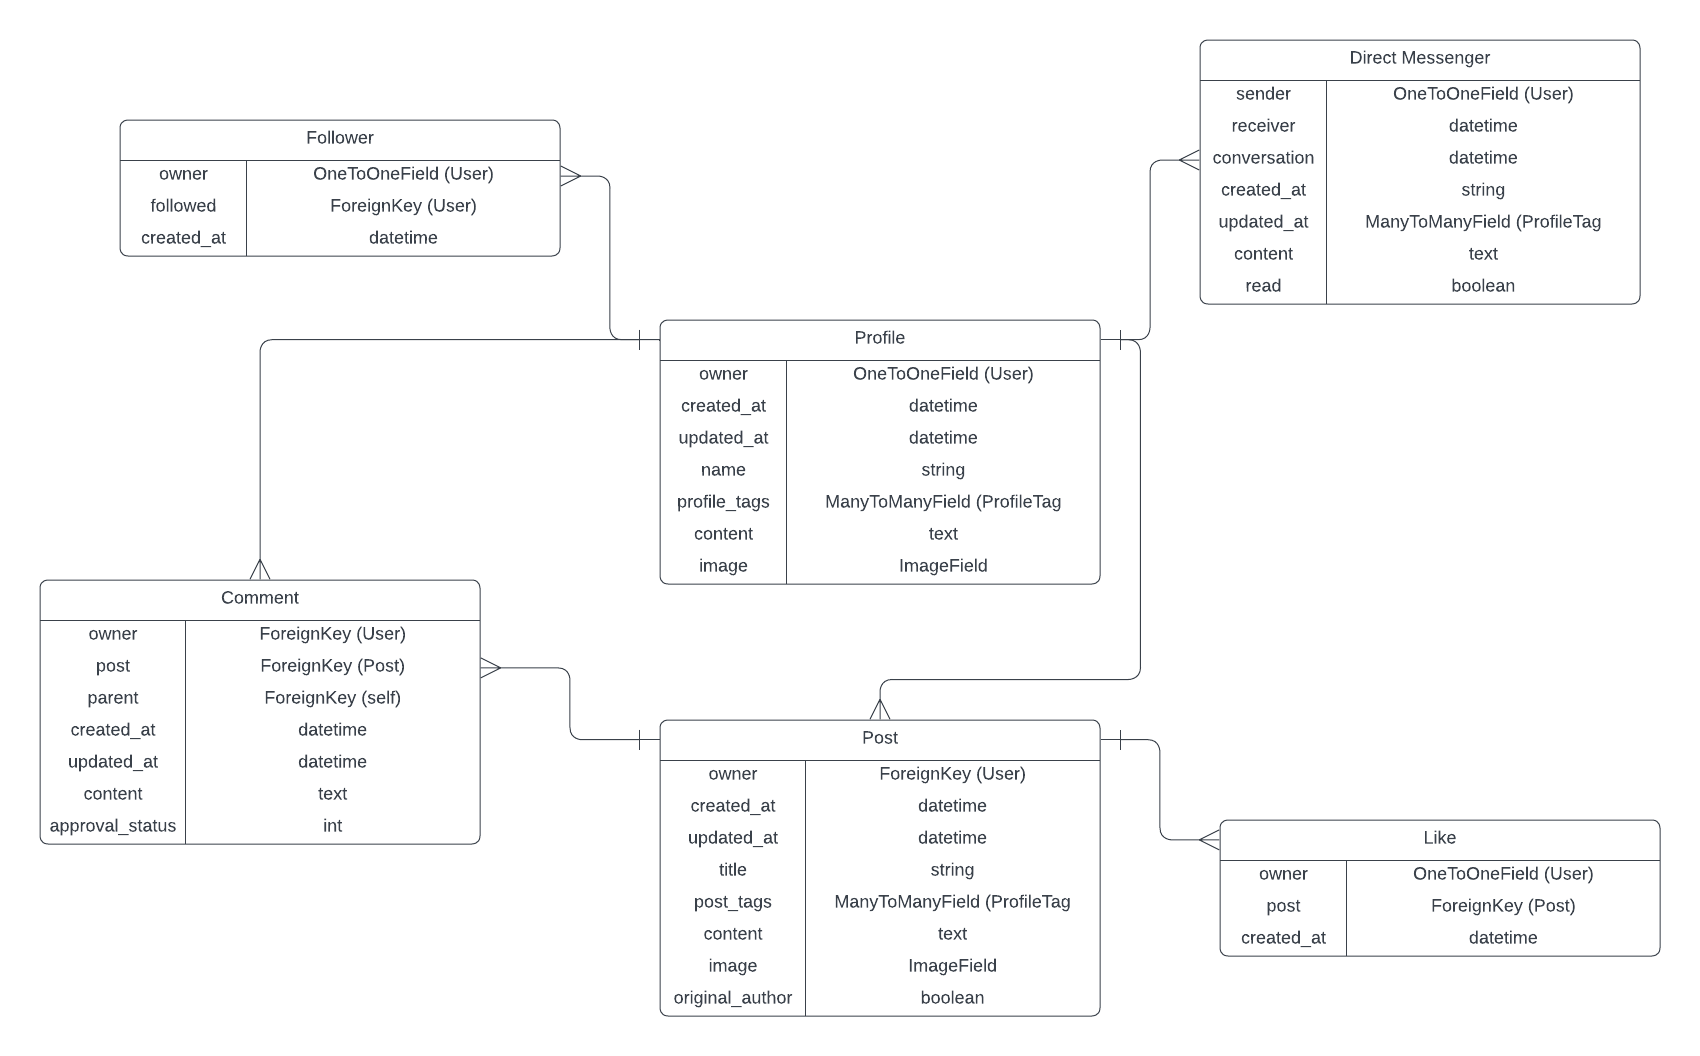 Direct Messenger
sender OneToOneField (User)
receiver datetime
conversation datetime
created_at string
updated_at ManyToManyField (ProfileTag
content text
read boolean
Follower
owner OneToOneField (User)
followed ForeignKey (User)
created_at datetime
Profile
owner OneToOneField (User)
created_at datetime
updated_at datetime
name string
profile_tags ManyToManyField (ProfileTag
content text
image ImageField
Comment
owner ForeignKey (User)
post ForeignKey (Post)
parent ForeignKey (self)
created_at datetime
updated_at datetime
content text
approval_status int
Post
owner ForeignKey (User)
created_at datetime
updated_at datetime
title string
post_tags ManyToManyField (ProfileTag
content text
image ImageField
original_author boolean
Like
owner OneToOneField (User)
post ForeignKey (Post)
created_at datetime